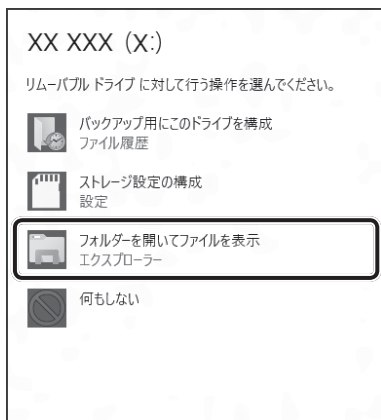 XX XXX (X:)
リムーバブル ドライブ に対して行う操作を選んでください。
バックアップ用にこのドライブを構成
ファイル履歴
ストレージ設定の構成
設定
フォルダーを開いてファイルを表示
エクスプローラー
何もしない